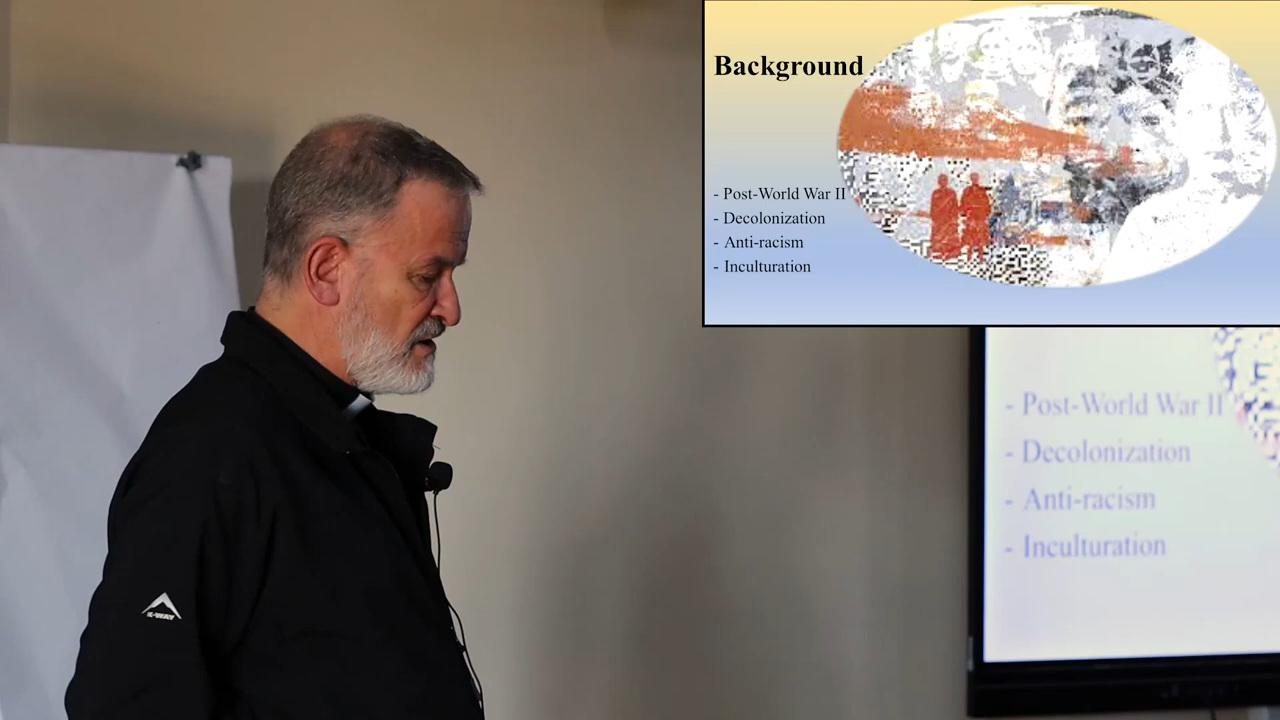 Background
- Post-World War II
- Decolonization
- Anti-racism
- Inculturation
- Post-World War II
- Decolonization
- Anti-racism
- Inculturation
K-WAY